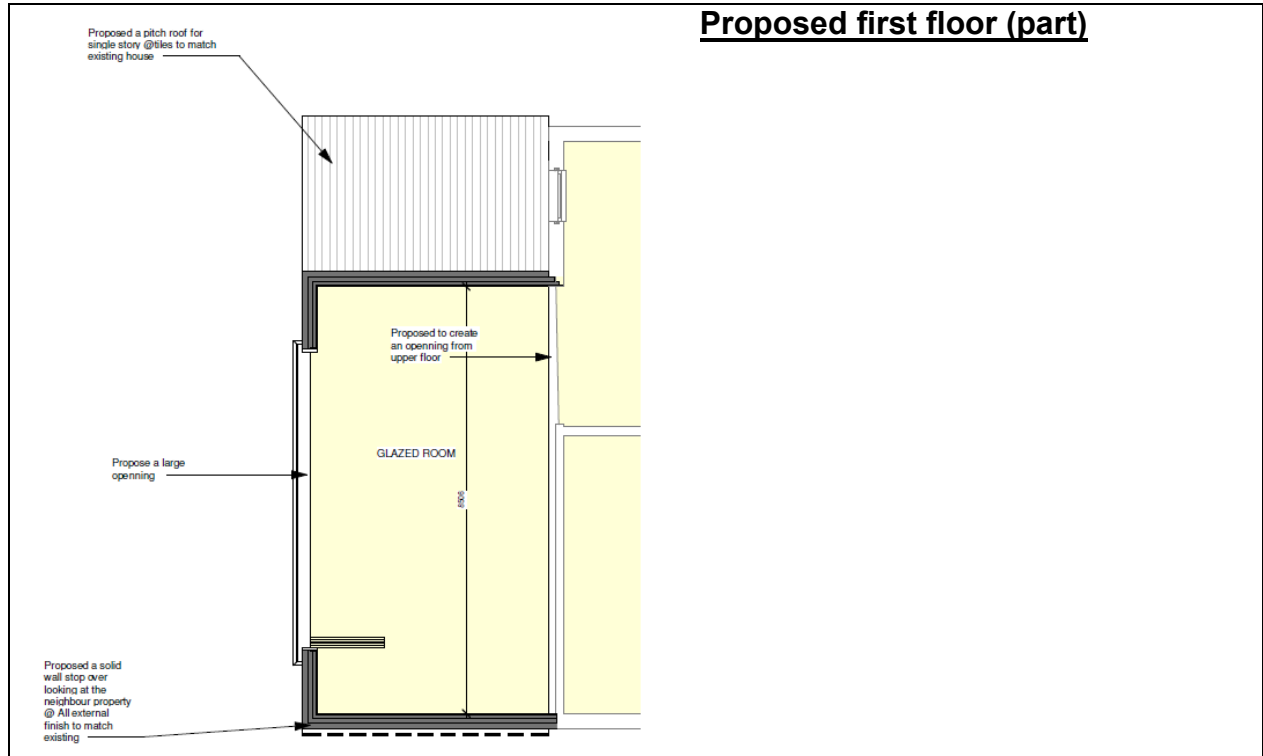 Proposed first floor (part)
Proposed a pitch roof for
single story @tiles to match
existing house
Proposed to create
an openning from
upper floor
GLAZED ROOM
Propose a large
openning
8506
Proposed a solid
wall stop over
looking at the
neighbour property
@ All external
finish to match
existing